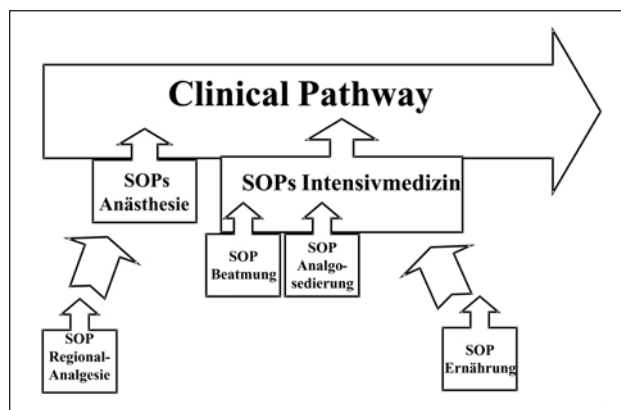 Clinical Pathway
SOPs
Anästhesie
SOPs Intensivmedizin
SOP
Beatmung
SOP
Analgo-
sedierung
SOP
Regional-
Analgesie
SOP
Ernährung